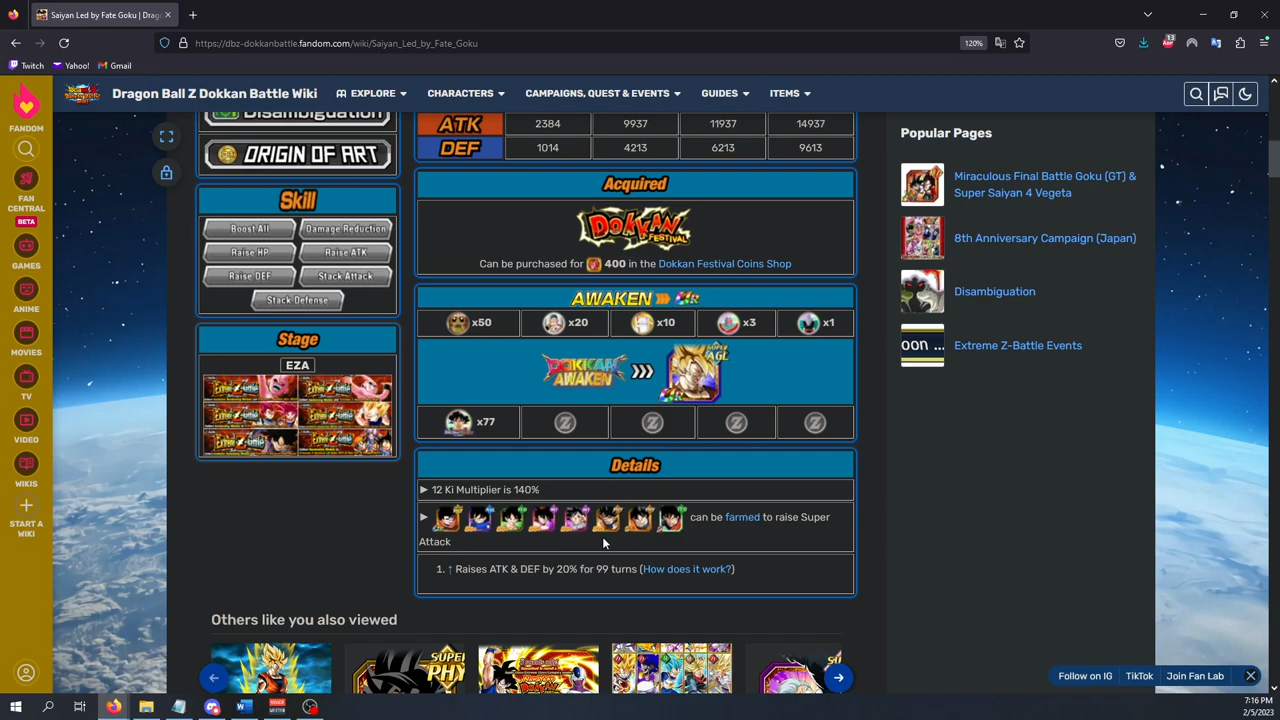 Saiyan Led by Fate Goku | Drag
https://dbz-dokkanbattle.fandom.com/wiki/Saiyan_Led_by_Fate_Goku
120%
13
Twitch
Yahoo!
Gmail
Dragon Ball Z Dokkan Battle Wiki
EXPLORE
CHARACTERS
CAMPAIGNS, QUEST & EVENTS
GUIDES
ITEMS
FANDOM
FAN CENTRAL
BETA
GAMES
ANIME
MOVIES
TV
VIDEO
WIKIS
START A WIKI
Disambiguation
ORIGIN OF ART
Skill
Boost All
Damage Reduction
Raise HP
Raise ATK
Raise DEF
Stack Attack
Stack Defense
Stage
EZA
ATK 2384 9937 11937 14937
DEF 1014 4213 6213 9613
Acquired
DOKKAN FESTIVAL
Can be purchased for 400 in the Dokkan Festival Coins Shop
AWAKEN
x50 x20 x10 x3 x1
DOKKAN AWAKEN
SUPER AGL
x77
Details
► 12 Ki Multiplier is 140%
► can be farmed to raise Super
Attack
1. ↑ Raises ATK & DEF by 20% for 99 turns (How does it work?)
Others like you also viewed
Popular Pages
Miraculous Final Battle Goku (GT) &
Super Saiyan 4 Vegeta
8th Anniversary Campaign (Japan)
Disambiguation
Extreme Z-Battle Events
Follow on IG
TikTok
Join Fan Lab
7:16 PM
2/5/2023